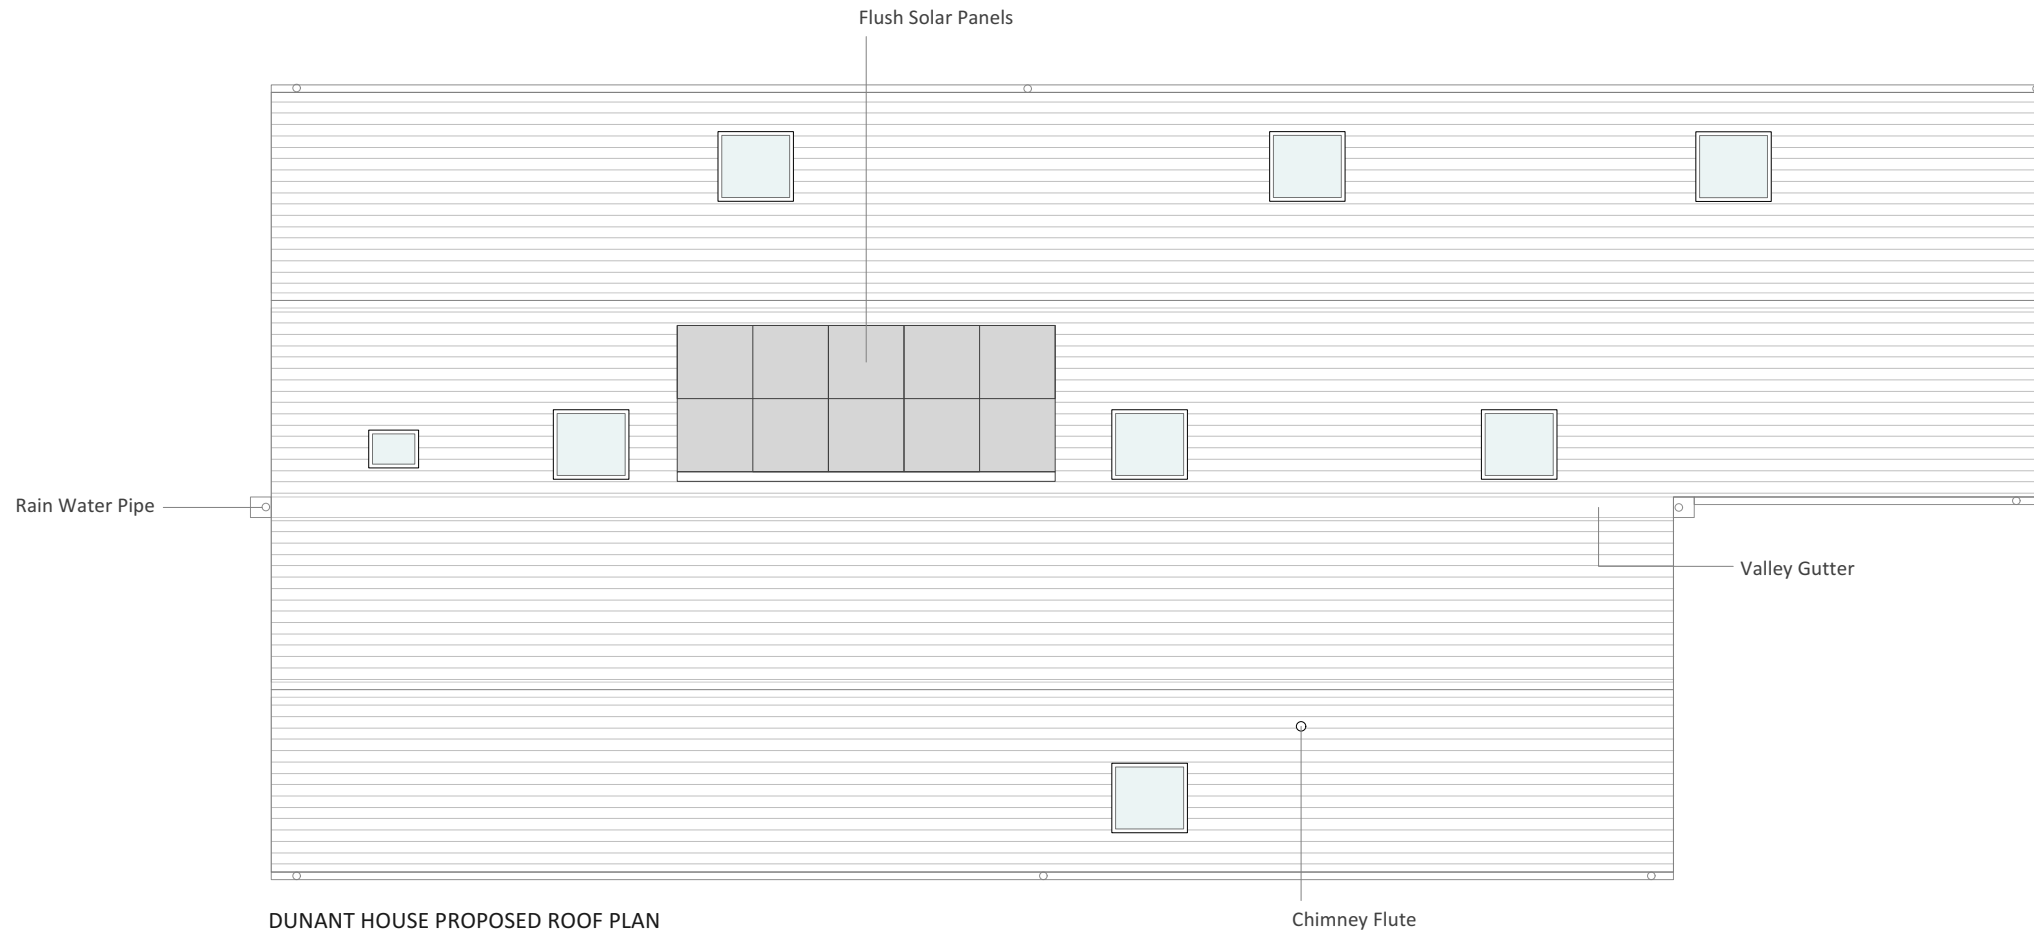 Flush Solar Panels
Rain Water Pipe
Valley Gutter
DUNANT HOUSE PROPOSED ROOF PLAN
Chimney Flute